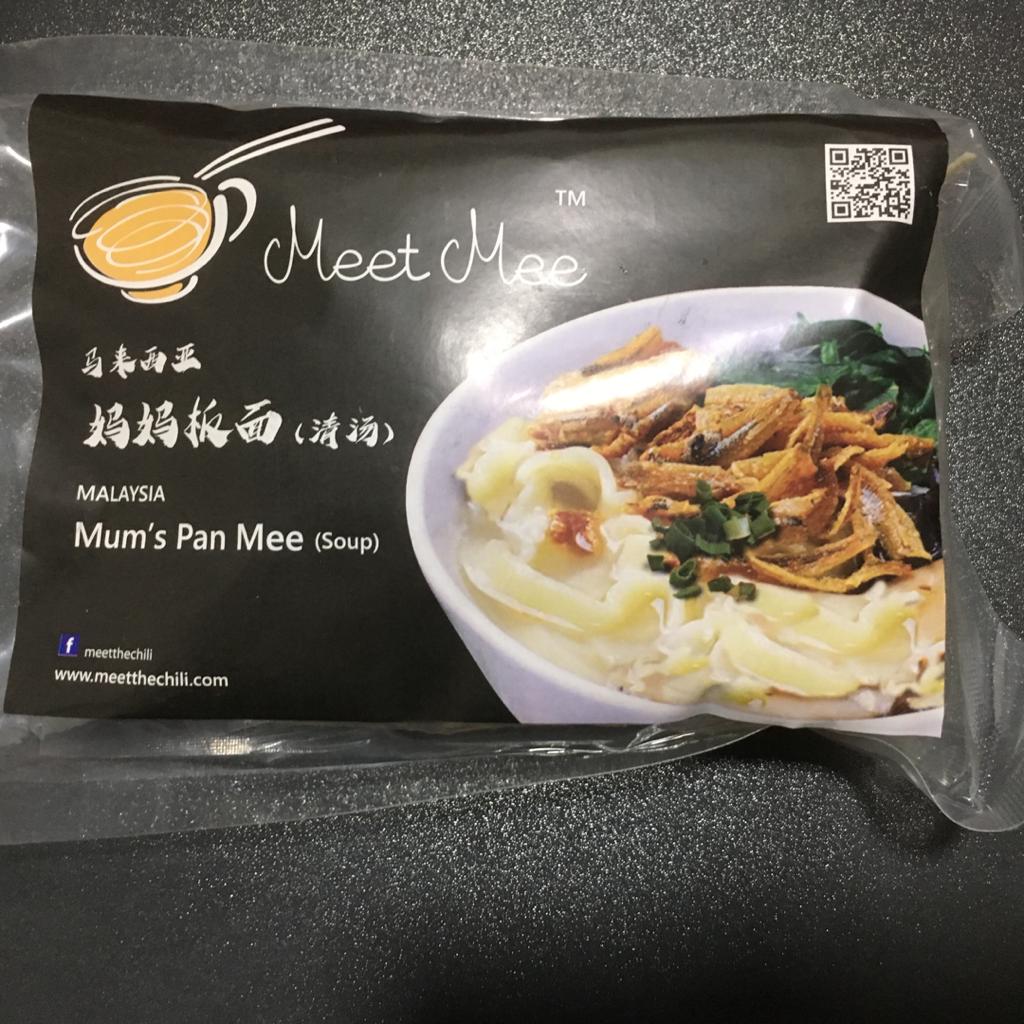 Meet Mee TM
马来西亚
妈妈板面(清汤)
MALAYSIA
Mum's Pan Mee (Soup)
f meetthechili
www.meetthechili.com